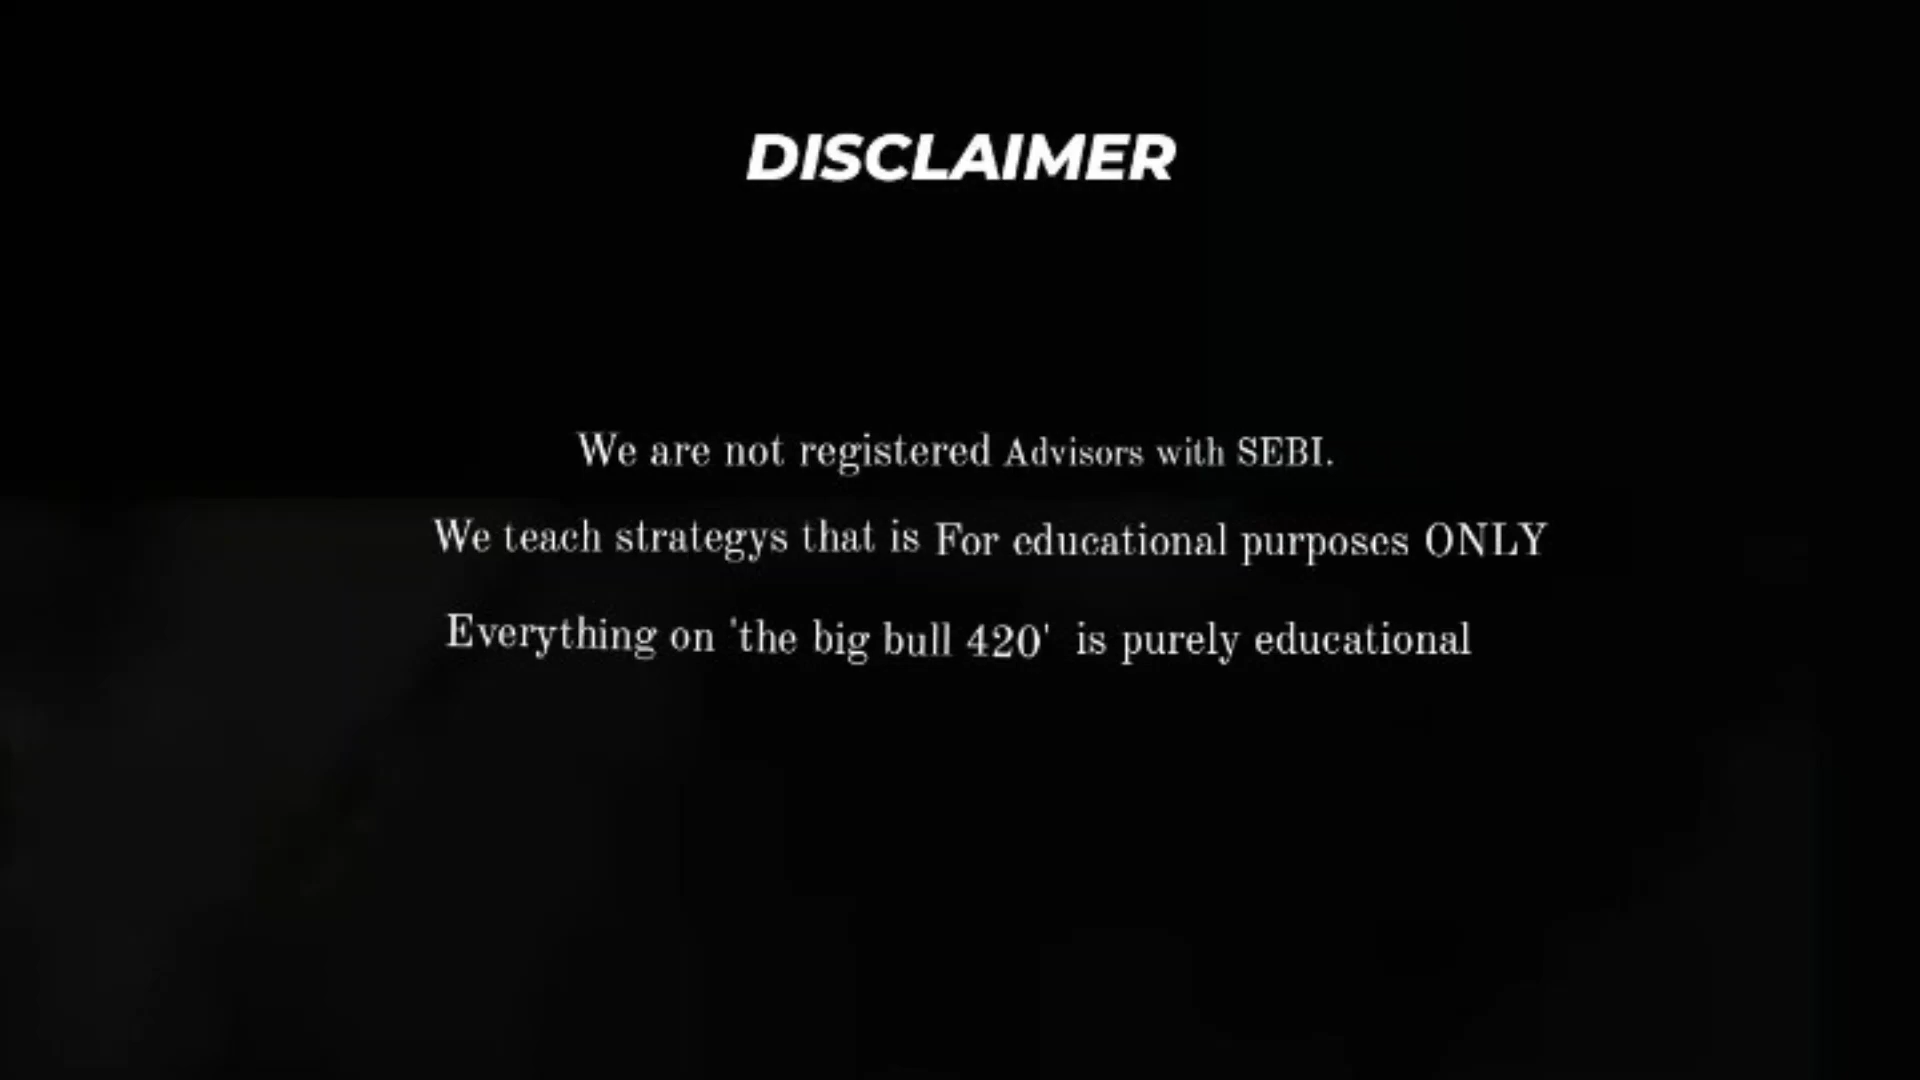 DISCLAIMER
We are not registered Advisors with SEBI.
We teach strategys that is For educational purposes ONLY
Everything on 'the big bull 420' is purely educational